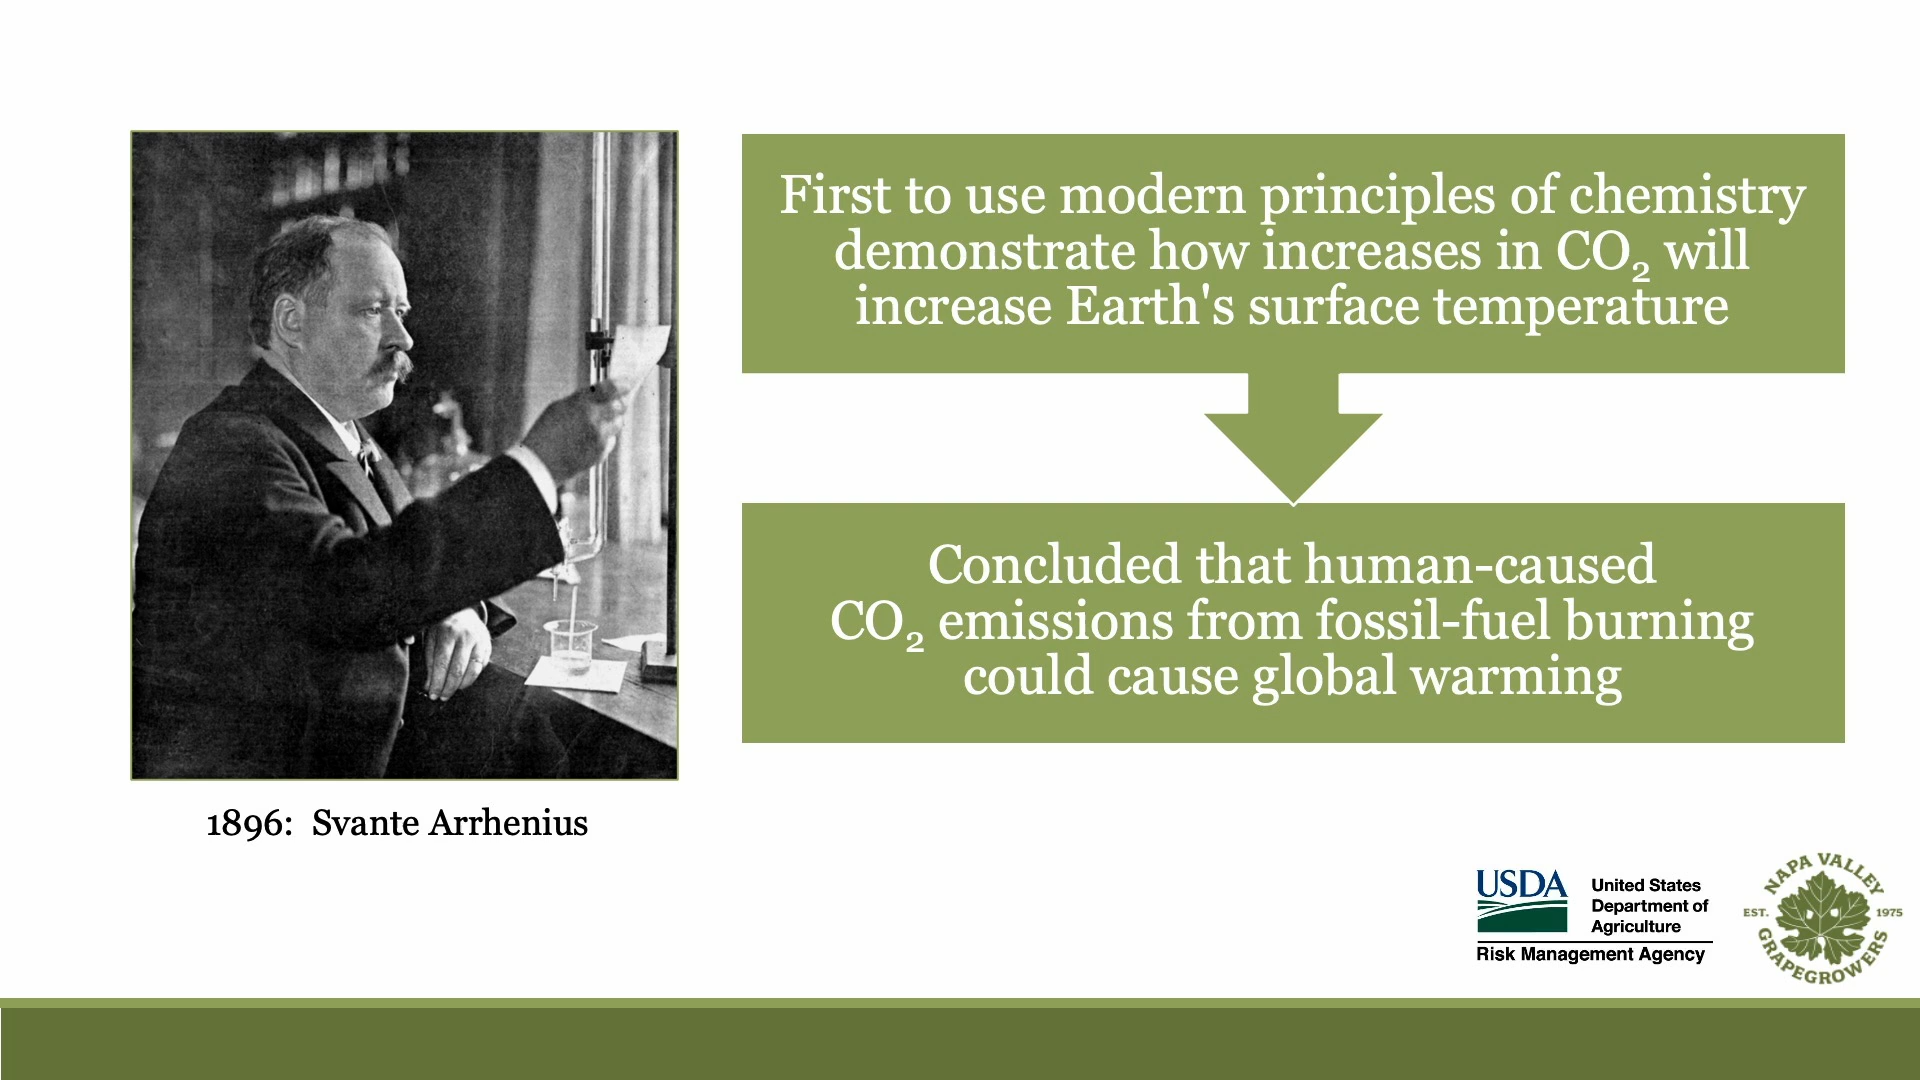 First to use modern principles of chemistry
demonstrate how increases in CO₂ will
increase Earth's surface temperature
Concluded that human-caused
CO₂ emissions from fossil-fuel burning
could cause global warming
1896:  Svante Arrhenius
USDA
United States
Department of
Agriculture
Risk Management Agency
NAPA VALLEY
EST. 1975
GRAPEGROWERS